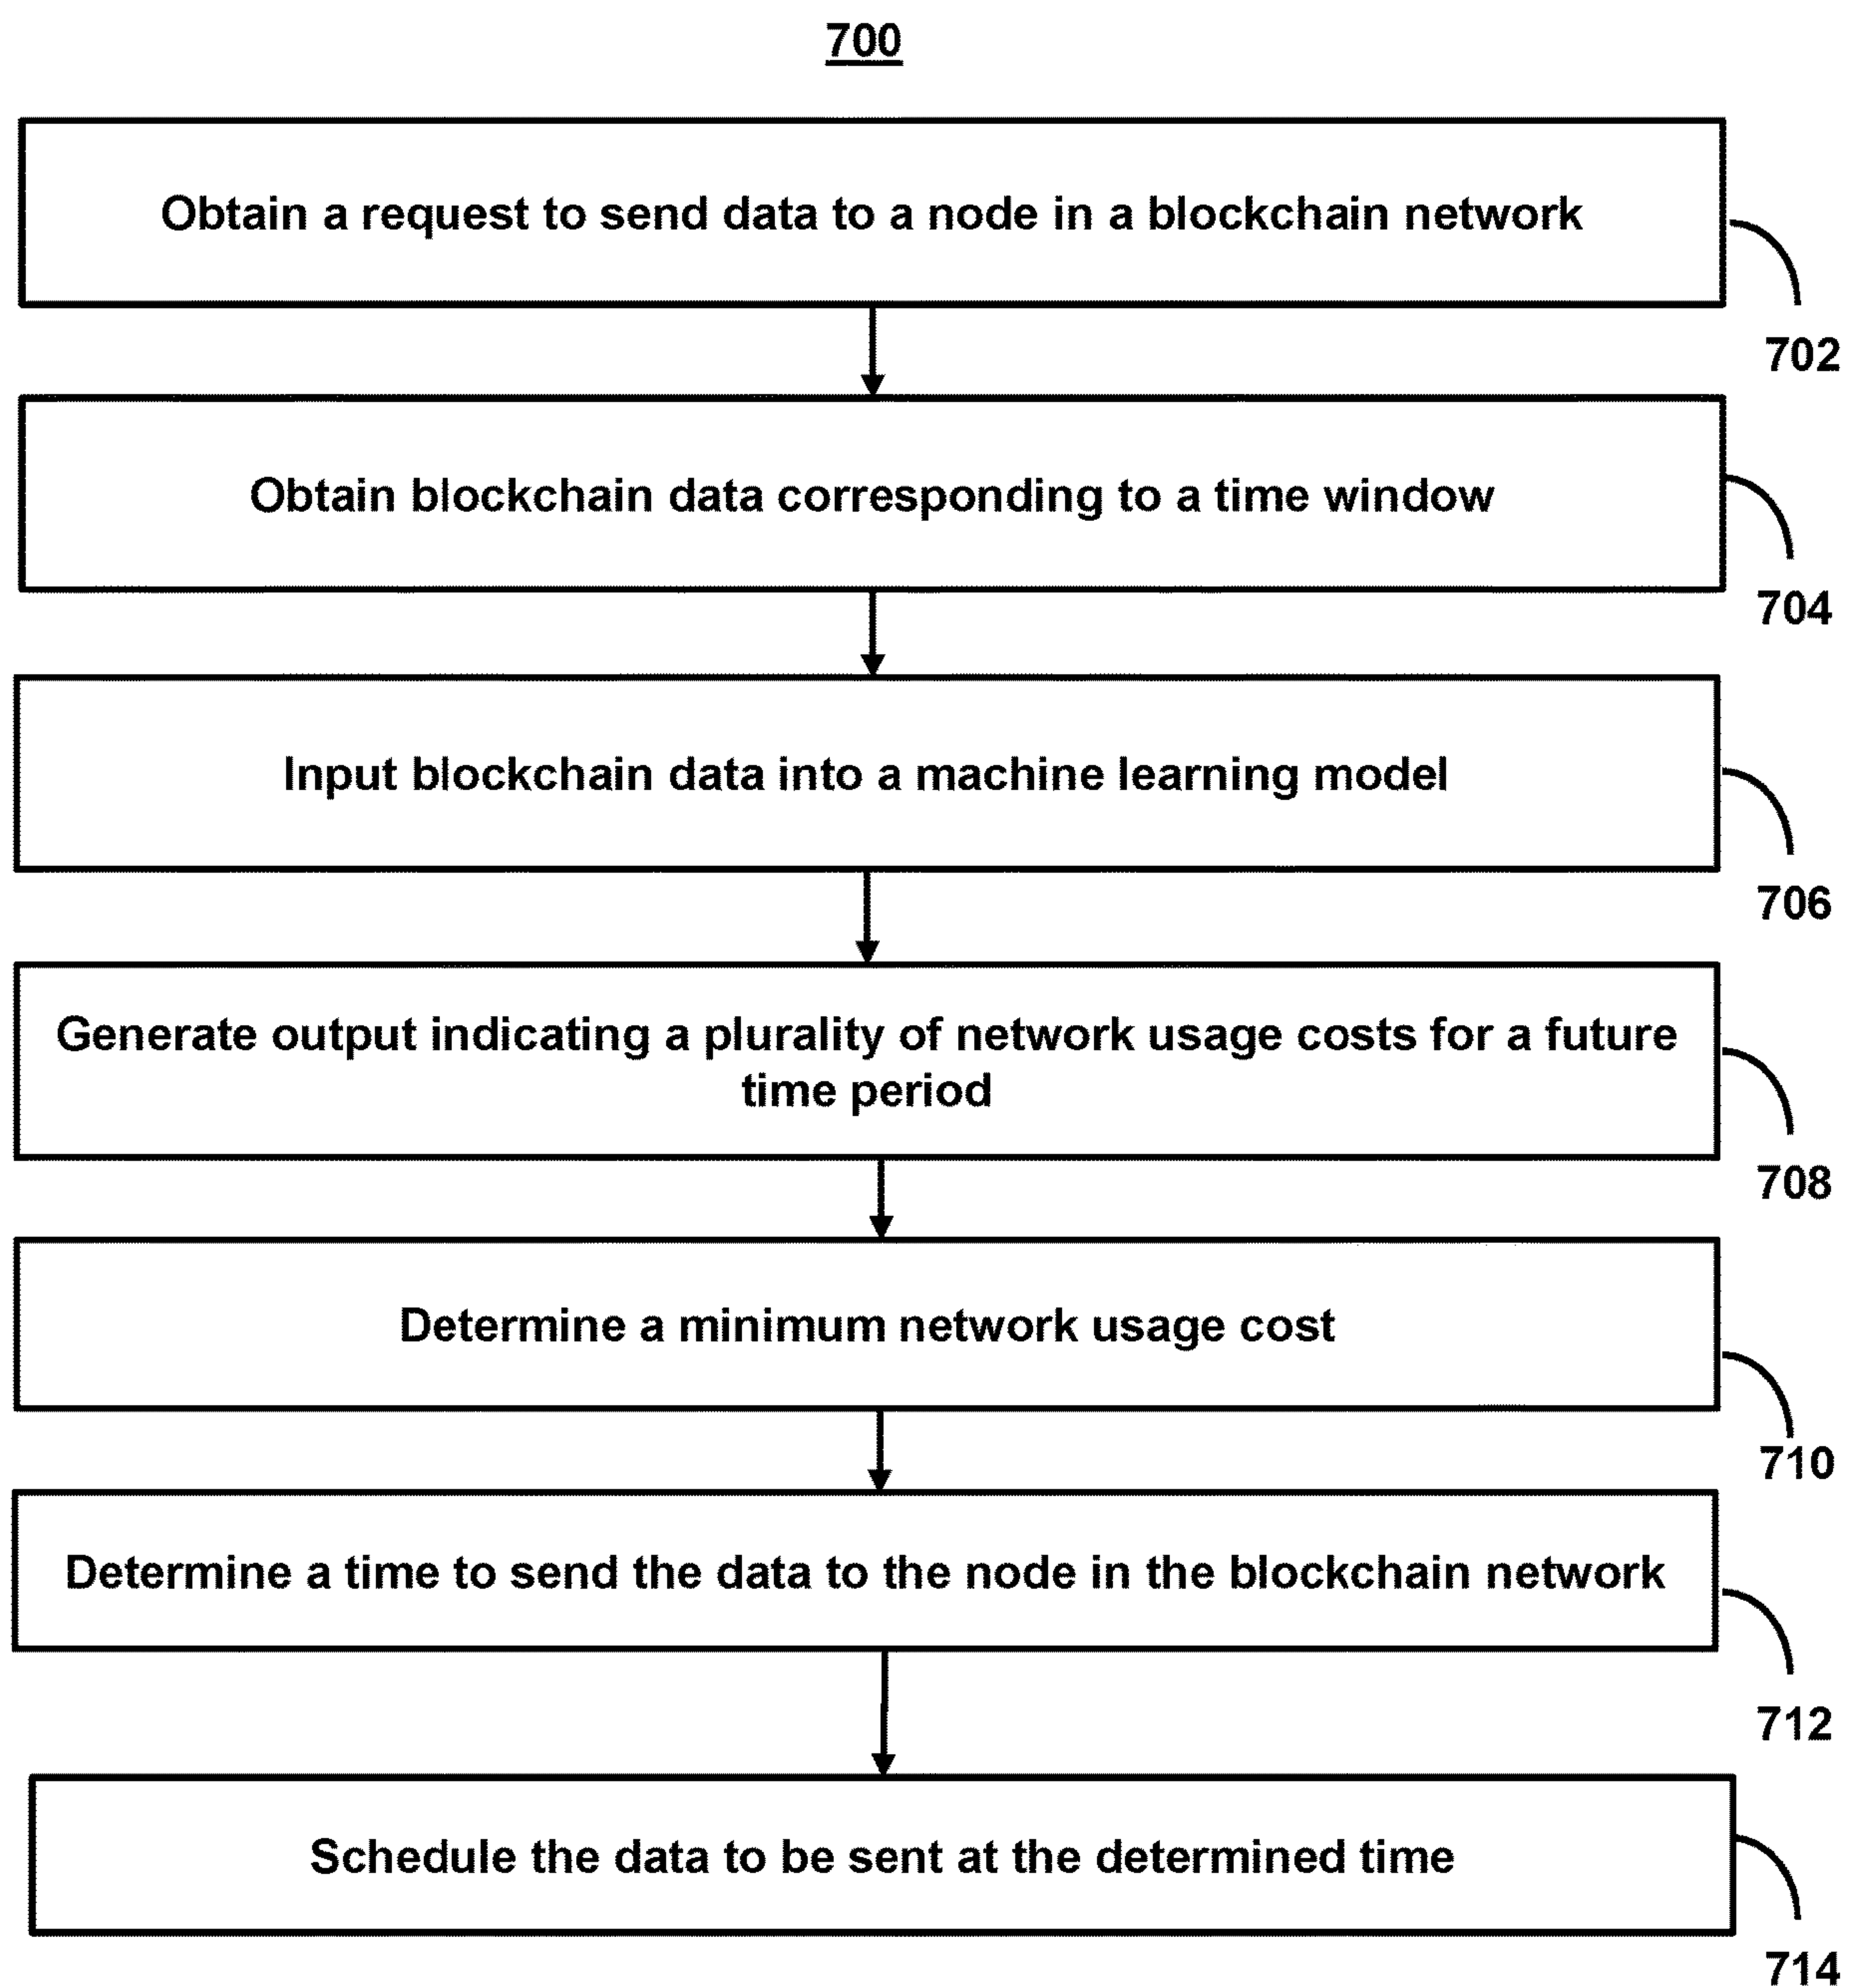 700
Obtain a request to send data to a node in a blockchain network
702
Obtain blockchain data corresponding to a time window
704
Input blockchain data into a machine learning model
706
Generate output indicating a plurality of network usage costs for a future
time period
708
Determine a minimum network usage cost
710
Determine a time to send the data to the node in the blockchain network
712
Schedule the data to be sent at the determined time
714